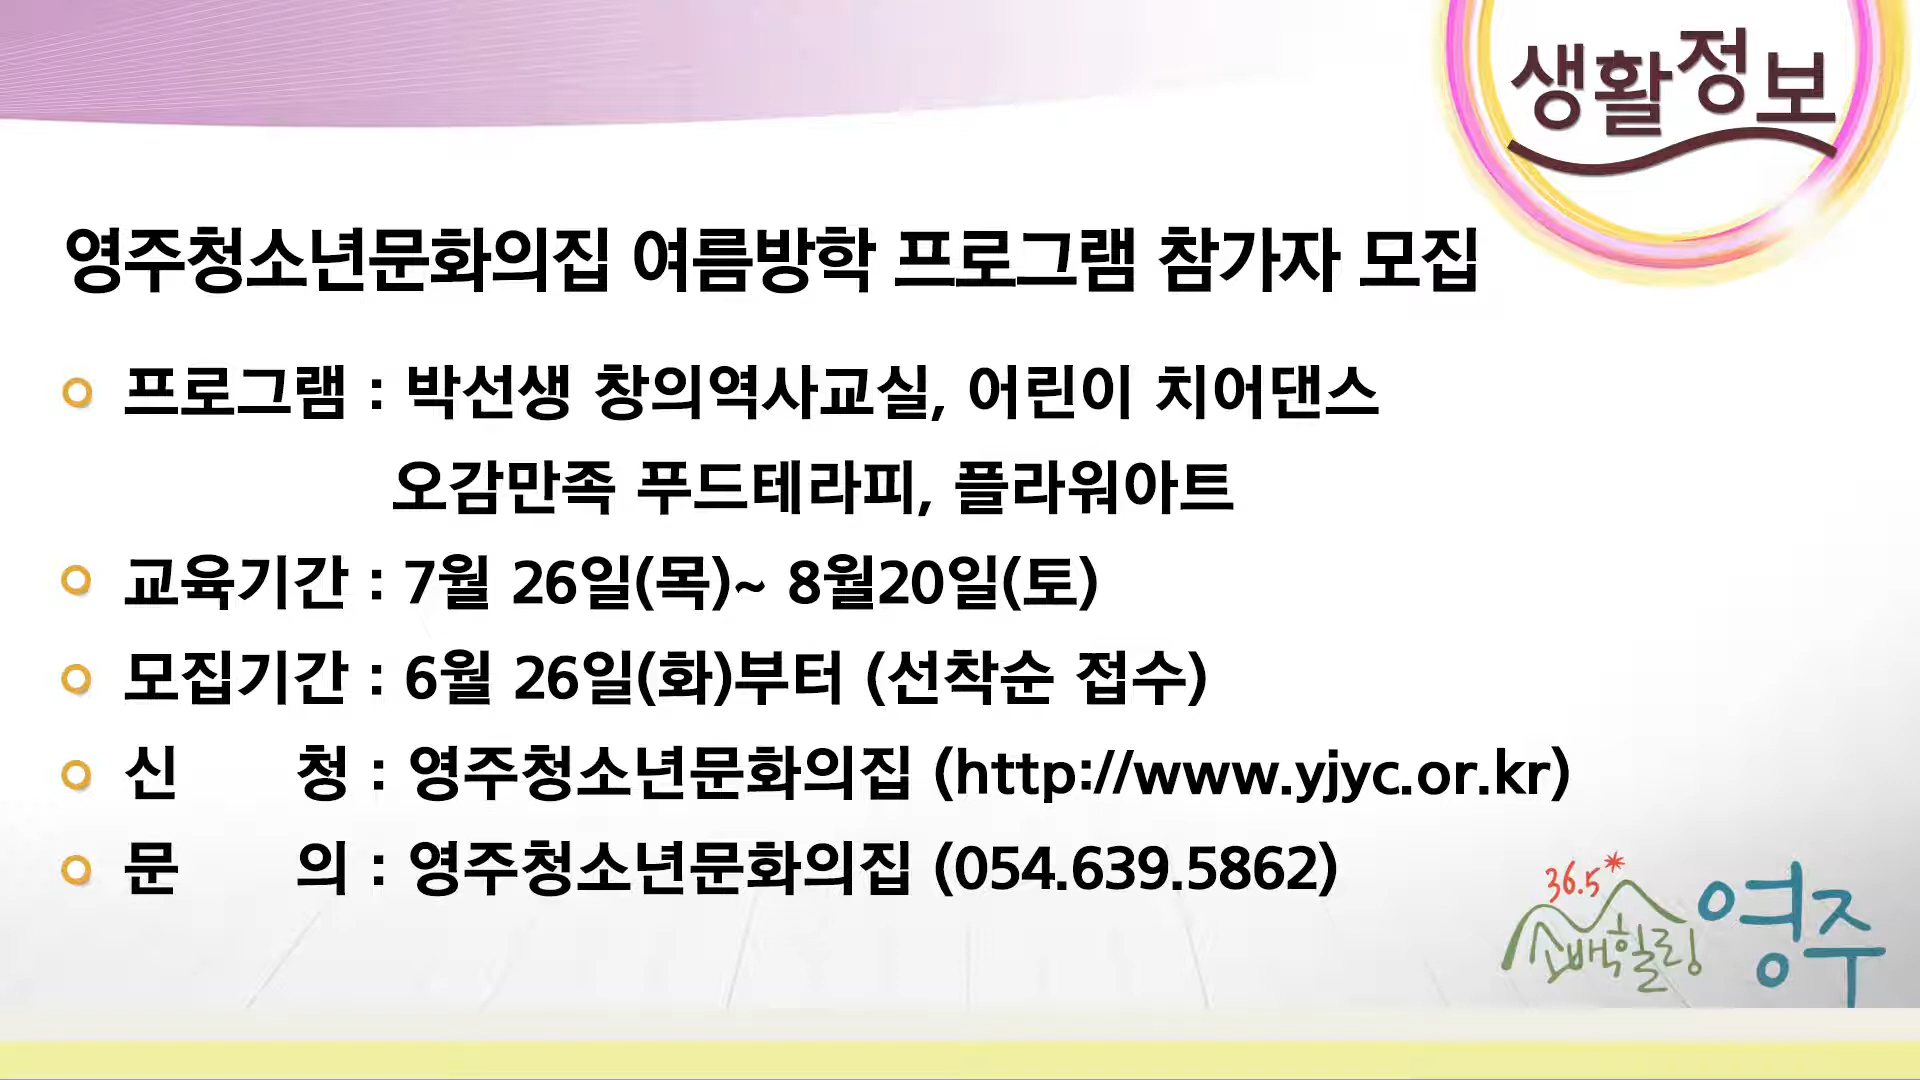 생활정보
영주청소년문화의집 여름방학 프로그램 참가자 모집
프로그램 : 박선생 창의역사교실, 어린이 치어댄스
오감만족 푸드테라피, 플라워아트
교육기간 : 7월 26일(목)~ 8월20일(토)
모집기간 : 6월 26일(화)부터 (선착순 접수)
신 청 : 영주청소년문화의집 (http://www.yjyc.or.kr)
문 의 : 영주청소년문화의집 (054.639.5862)
36.5*
소백힐링 영주